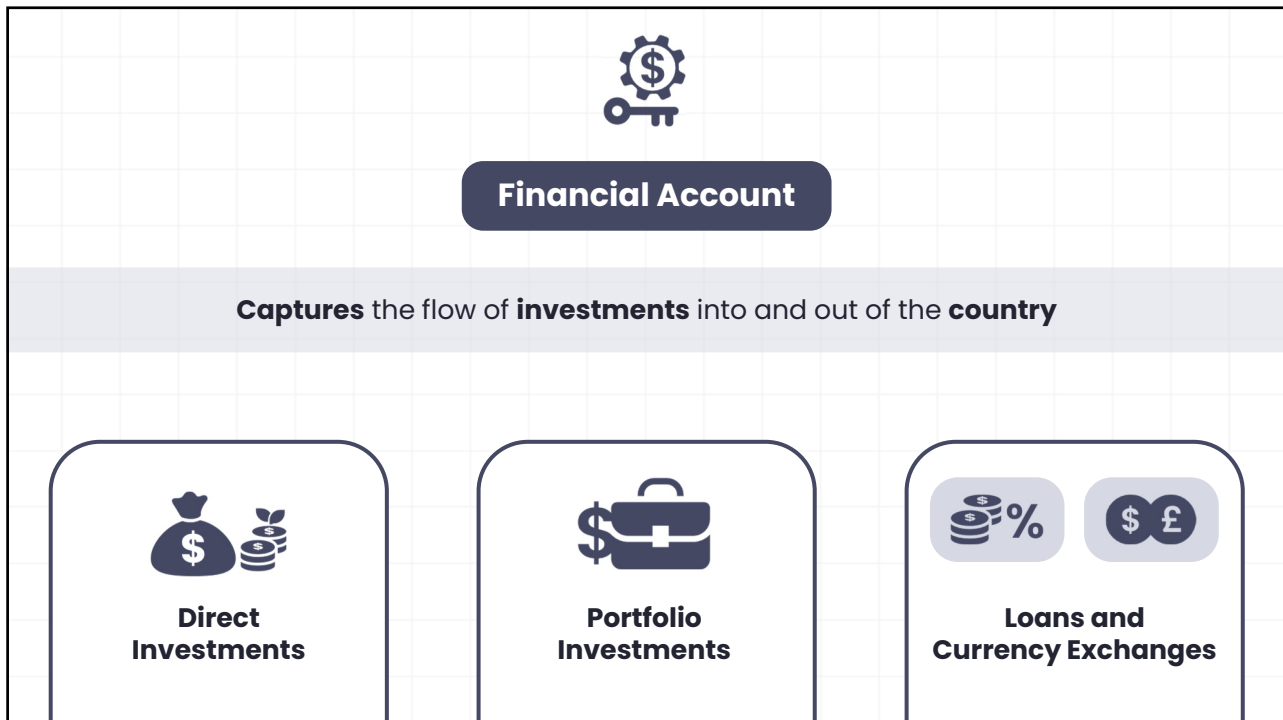 $
Financial Account
Captures the flow of investments into and out of the country
$
$
$
$
$
$
%
$
£
Direct
Investments
Portfolio
Investments
Loans and
Currency Exchanges